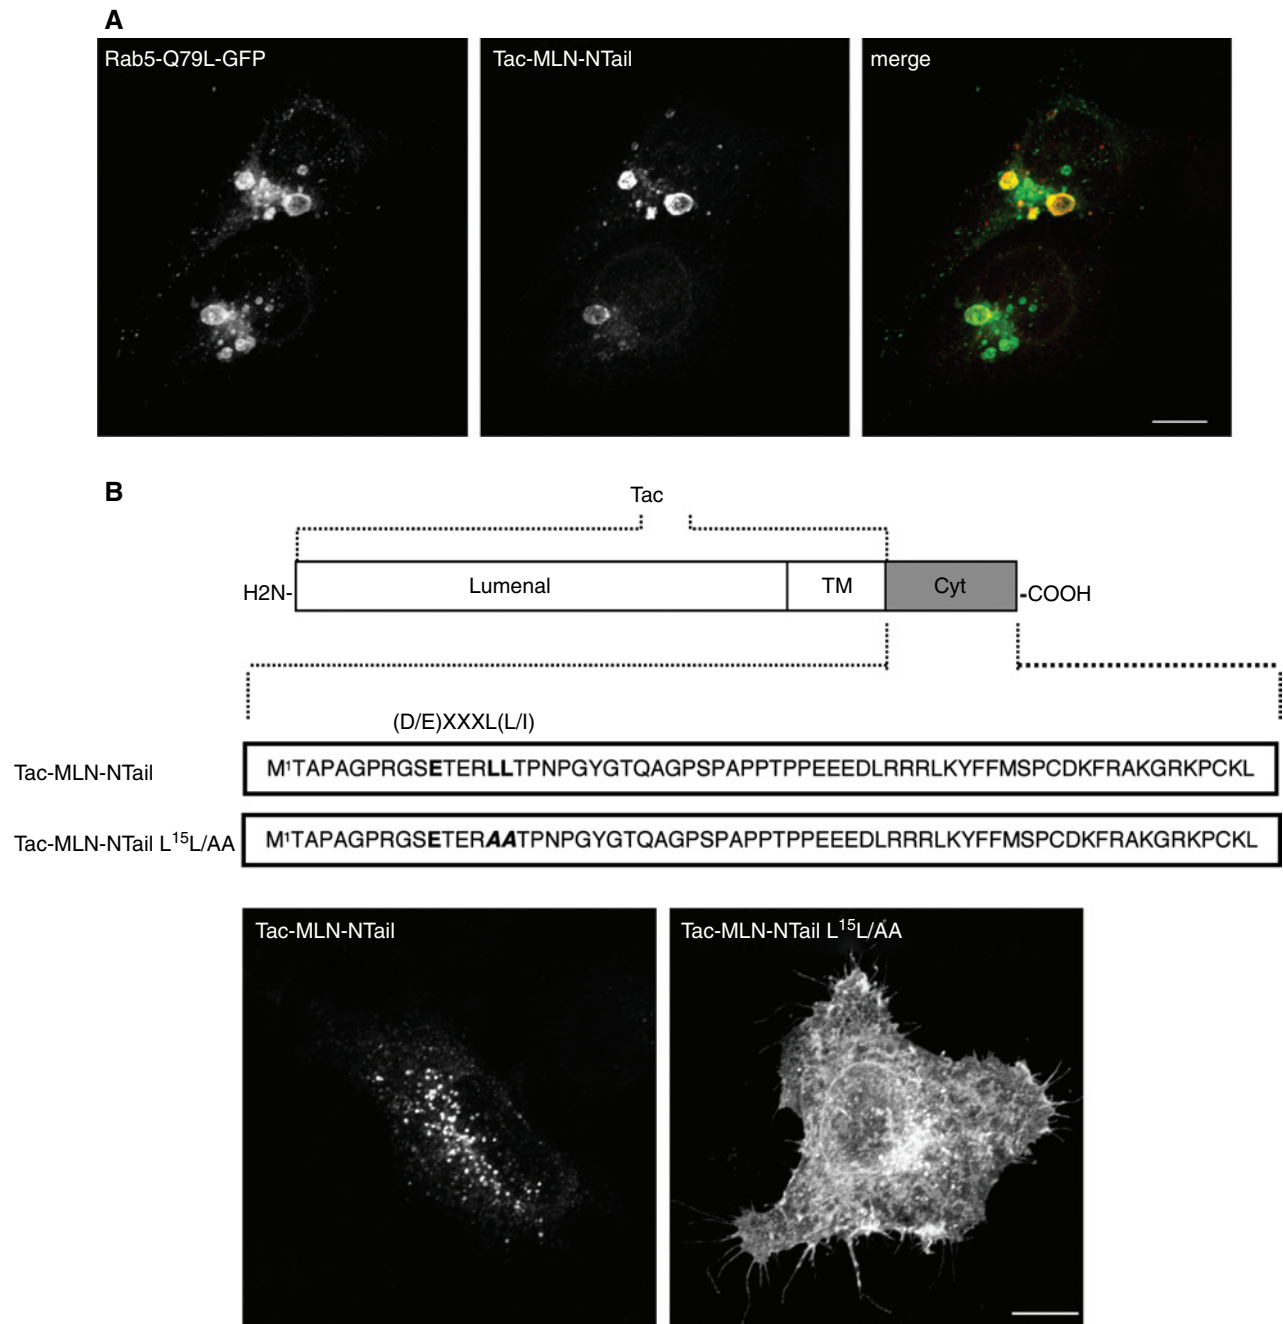 A
Rab5-Q79L-GFP
Tac-MLN-NTail
merge
B
Tac
H2N-
Lumenal
TM
Cyt
-COOH
(D/E)XXXL(L/I)
Tac-MLN-NTail
M¹TAPAGPRGSETERLLTPNPGYGTQAGPSPAPPTPPEEEDLRRRLKYFFMSPCDKFRAKGRKPCKL
Tac-MLN-NTail L¹⁵L/AA
M¹TAPAGPRGSETERAATPNPGYGTQAGPSPAPPTPPEEEDLRRRLKYFFMSPCDKFRAKGRKPCKL
Tac-MLN-NTail
Tac-MLN-NTail L¹⁵L/AA